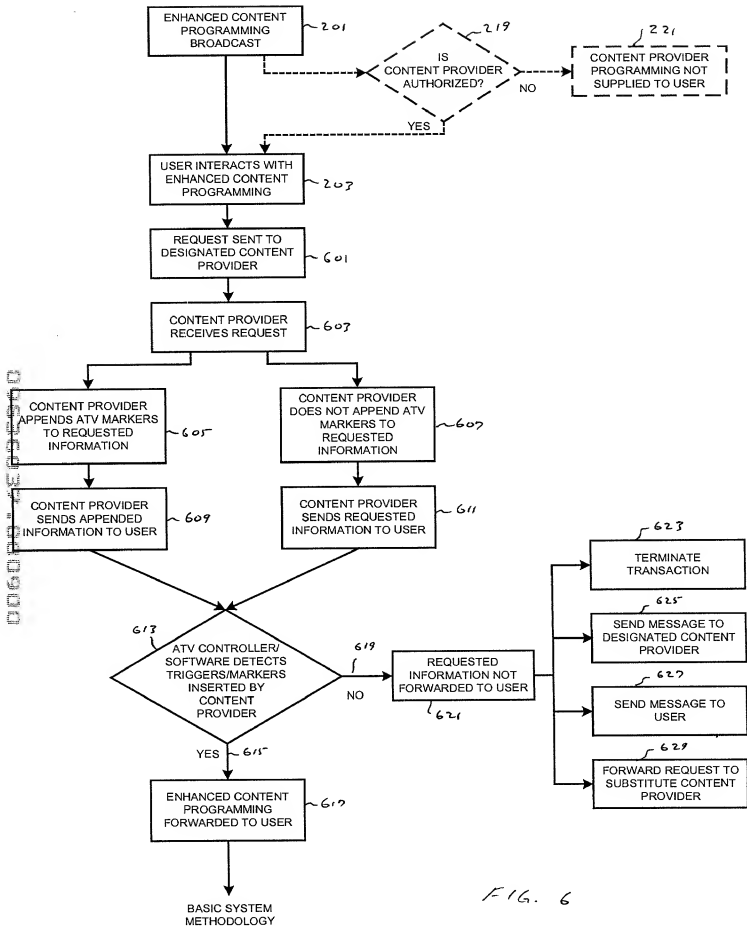 ENHANCED CONTENT
PROGRAMMING
BROADCAST
201
IS
CONTENT PROVIDER
AUTHORIZED?
219
NO
YES
CONTENT PROVIDER
PROGRAMMING NOT
SUPPLIED TO USER
221
USER INTERACTS WITH
ENHANCED CONTENT
PROGRAMMING
203
REQUEST SENT TO
DESIGNATED CONTENT
PROVIDER
601
CONTENT PROVIDER
RECEIVES REQUEST
603
CONTENT PROVIDER
APPENDS ATV MARKERS
TO REQUESTED
INFORMATION
605
CONTENT PROVIDER
DOES NOT APPEND ATV
MARKERS TO
REQUESTED
INFORMATION
607
CONTENT PROVIDER
SENDS APPENDED
INFORMATION TO USER
609
CONTENT PROVIDER
SENDS REQUESTED
INFORMATION TO USER
611
613
ATV CONTROLLER/
SOFTWARE DETECTS
TRIGGERS/MARKERS
INSERTED BY
CONTENT
PROVIDER
619
NO
YES
615
REQUESTED
INFORMATION NOT
FORWARDED TO USER
621
623
TERMINATE
TRANSACTION
625
SEND MESSAGE TO
DESIGNATED CONTENT
PROVIDER
627
SEND MESSAGE TO
USER
629
FORWARD REQUEST TO
SUBSTITUTE CONTENT
PROVIDER
ENHANCED CONTENT
PROGRAMMING
FORWARDED TO USER
617
BASIC SYSTEM
METHODOLOGY
FIG. 6